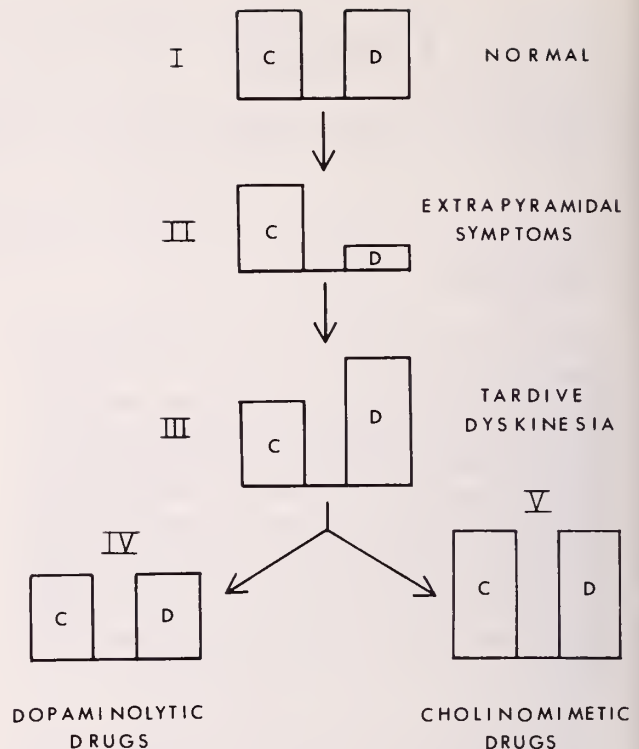 I
C
D
NORMAL
II
C
D
EXTRAPYRAMIDAL
SYMPTOMS
III
C
D
TARDIVE
DYSKINESIA
IV
C
D
DOPAMINOLYTIC
DRUGS
V
C
D
CHOLINOMIMETIC
DRUGS